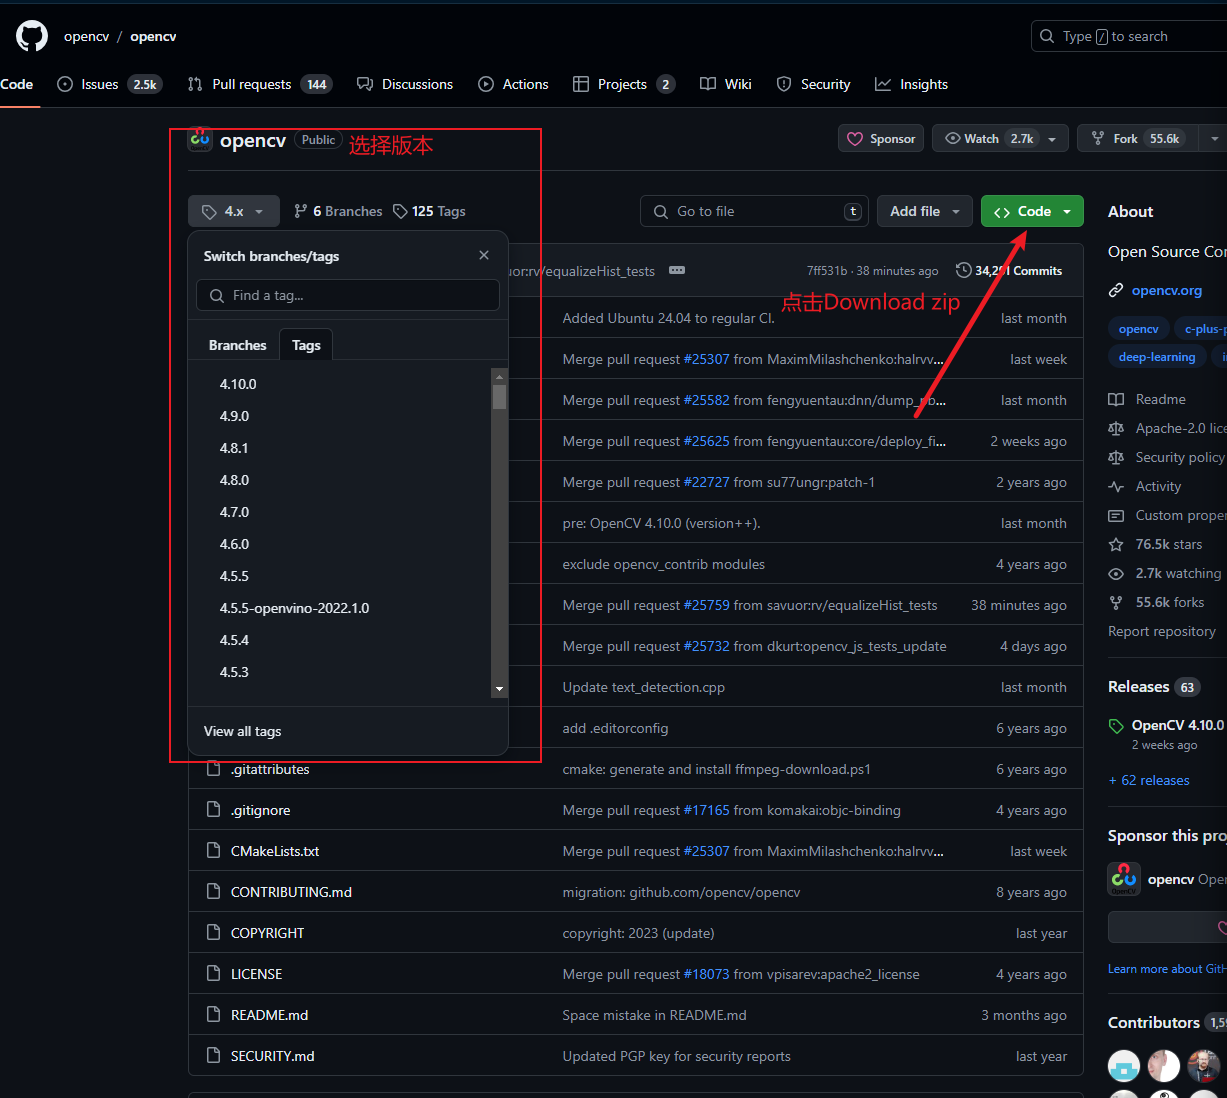 opencv / opencv
Type / to search
Code
Issues 2.5k
Pull requests 144
Discussions
Actions
Projects 2
Wiki
Security
Insights
opencv Public 选择版本
Sponsor
Watch 2.7k
Fork 55.6k
4.x
6 Branches
125 Tags
Go to file t
Add file
Code
Switch branches/tags
Find a tag...
Branches
Tags
4.10.0
4.9.0
4.8.1
4.8.0
4.7.0
4.6.0
4.5.5
4.5.5-openvino-2022.1.0
4.5.4
4.5.3
View all tags
rv/equalizeHist_tests
7ff531b · 38 minutes ago
Commits
点击Download zip
Added Ubuntu 24.04 to regular CI. last month
Merge pull request #25307 from MaximMilashchenko:halrvv... last week
Merge pull request #25582 from fengyuentau:dnn/dump_pb... last month
Merge pull request #25625 from fengyuentau:core/deploy_fi... 2 weeks ago
Merge pull request #22727 from su77ungr:patch-1 2 years ago
pre: OpenCV 4.10.0 (version++). last month
exclude opencv_contrib modules 4 years ago
Merge pull request #25759 from savuor:rv/equalizeHist_tests 38 minutes ago
Merge pull request #25732 from dkurt:opencv_js_tests_update 4 days ago
Update text_detection.cpp last month
add .editorconfig 6 years ago
.gitattributes cmake: generate and install ffmpeg-download.ps1 6 years ago
.gitignore Merge pull request #17165 from komakai:objc-binding 4 years ago
CMakeLists.txt Merge pull request #25307 from MaximMilashchenko:halrvv... last week
CONTRIBUTING.md migration: github.com/opencv/opencv 8 years ago
COPYRIGHT copyright: 2023 (update) last year
LICENSE Merge pull request #18073 from vpisarev:apache2_license 4 years ago
README.md Space mistake in README.md 3 months ago
SECURITY.md Updated PGP key for security reports last year
About
Open Source Co
opencv.org
opencv c-plus-
deep-learning
Readme
Apache-2.0 lic
Security policy
Activity
Custom proper
76.5k stars
2.7k watching
55.6k forks
Report repository
Releases 63
OpenCV 4.10.0
2 weeks ago
+ 62 releases
Sponsor this pro
OpenCV
opencv Ope
Learn more about Git
Contributors 1,5